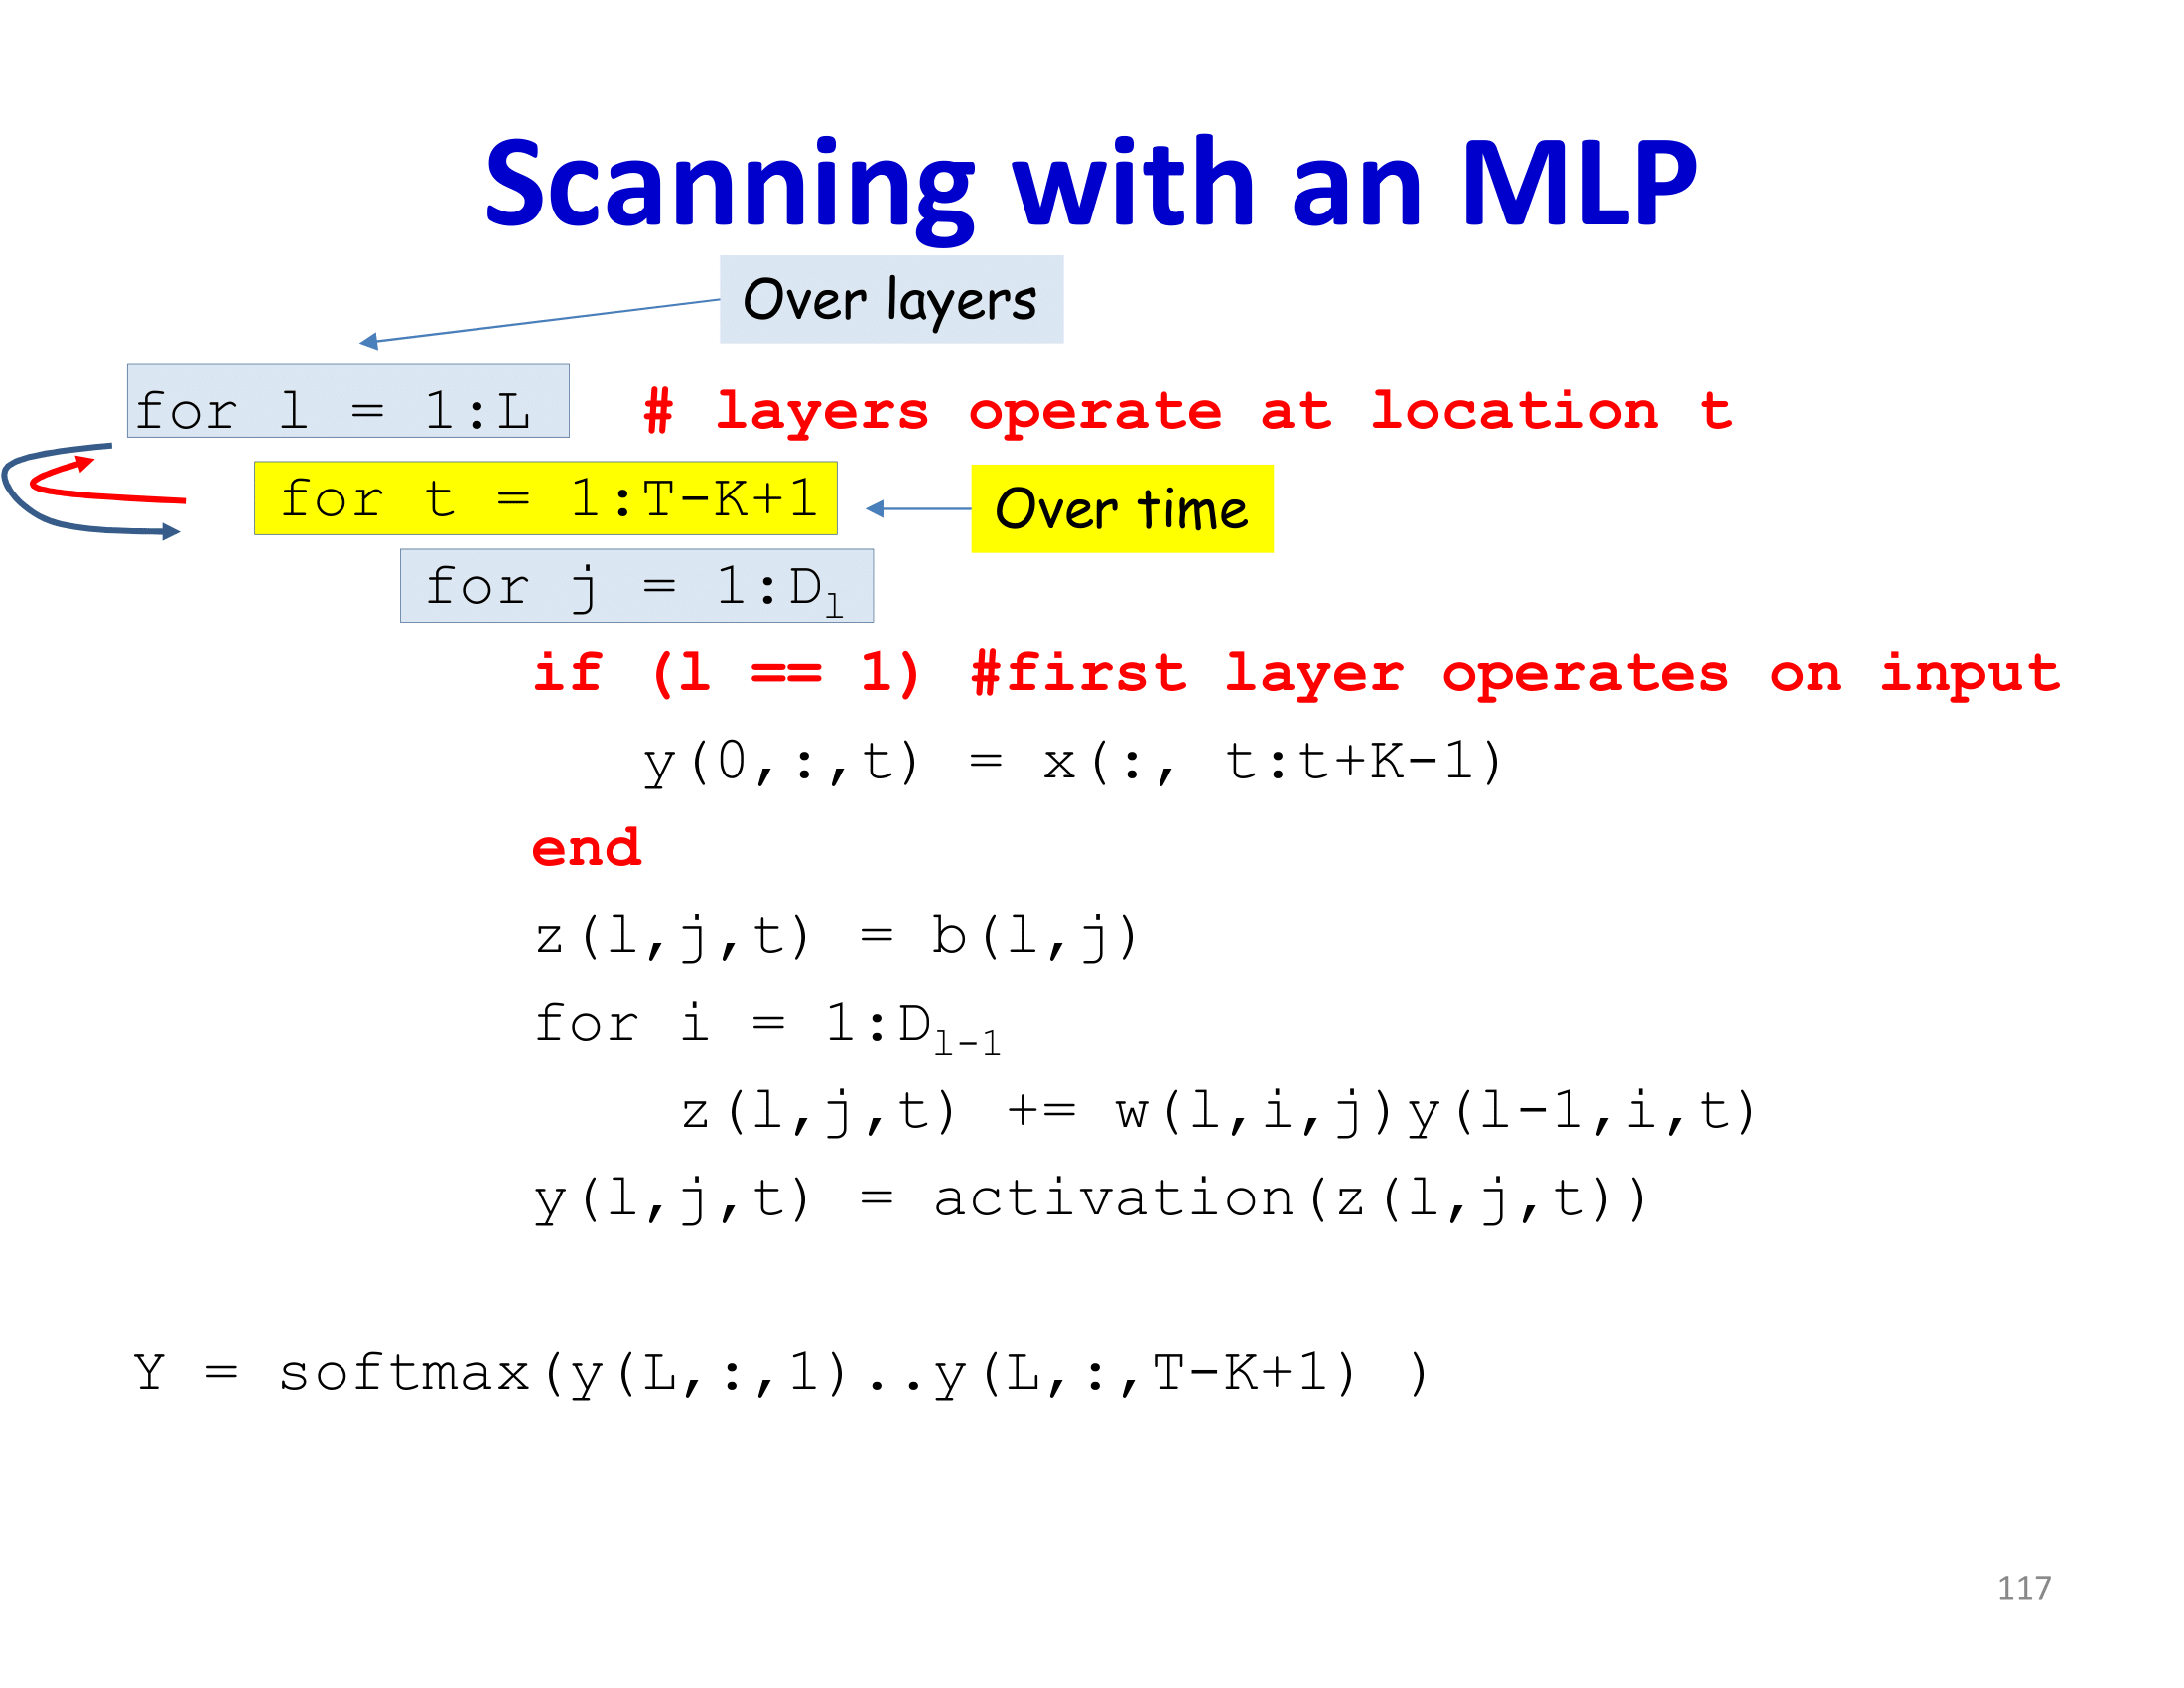 Scanning with an MLP
Over layers
for l = 1:L # layers operate at location t
for t = 1:T-K+1
Over time
for j = 1:Dl
if (l == 1) #first layer operates on input
y(0,:,t) = x(:, t:t+K-1)
end
z(l,j,t) = b(l,j)
for i = 1:Dl-1
z(l,j,t) += w(l,i,j)y(l-1,i,t)
y(l,j,t) = activation(z(l,j,t))
Y = softmax(y(L,:,1)..y(L,:,T-K+1) )
117